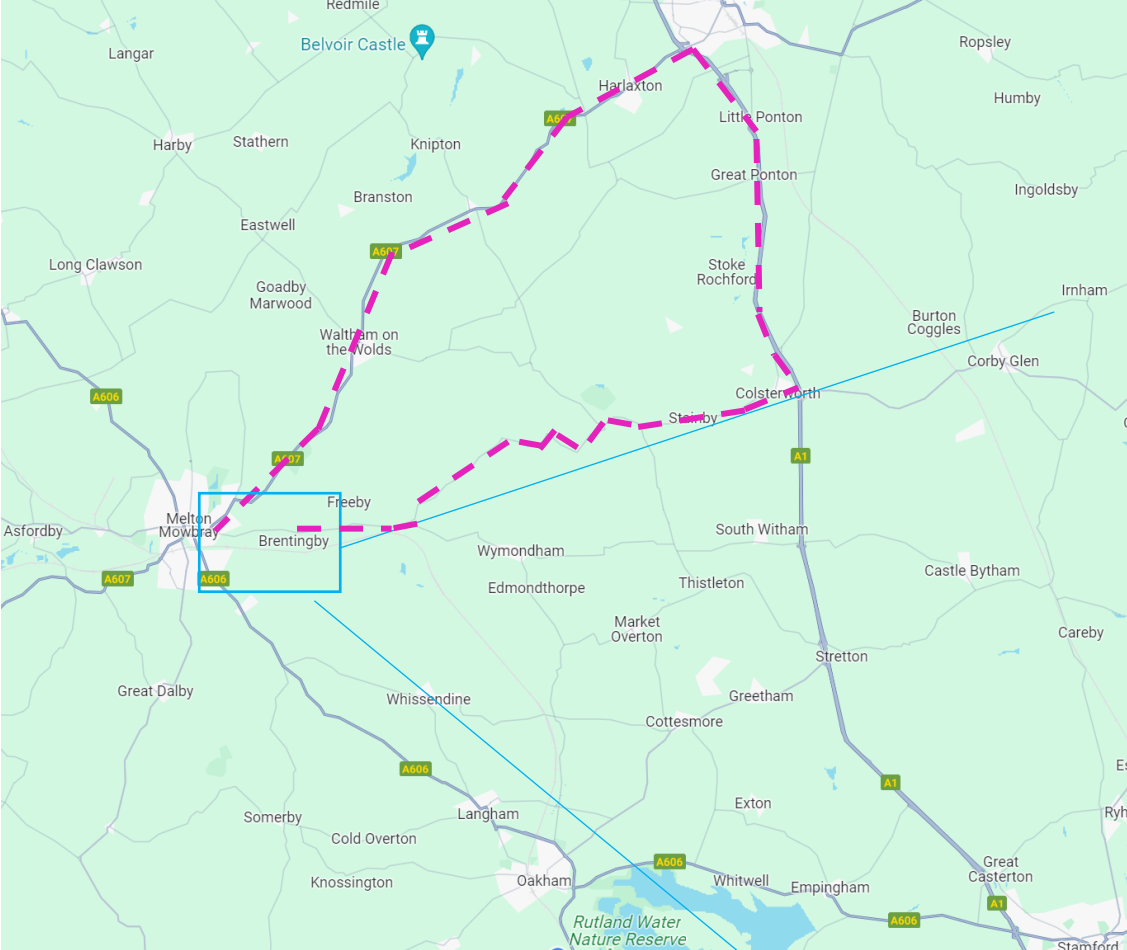 Redmile
Langar
Belvoir Castle
Ropsley
Harlaxton
Humby
A607
Little Ponton
Harby
Stathern
Knipton
Great Ponton
Ingoldsby
Branston
Eastwell
A607
Long Clawson
Stoke
Rochford
Goadby
Marwood
Irnham
Burton
Coggles
Waltham on
the Wolds
Corby Glen
A606
Colsterworth
Stainby
A607
A1
Freeby
Melton
Mowbray
Asfordby
Brentingby
South Witham
Wymondham
A607
A606
Edmondthorpe
Thistleton
Castle Bytham
Market
Overton
Careby
Stretton
Great Dalby
Whissendine
Greetham
Cottesmore
A606
A1
Es
Exton
Somerby
Langham
Ryh
Cold Overton
A606
Great
Casterton
Knossington
Oakham
Whitwell
Empingham
A1
A606
Rutland Water
Nature Reserve
Stamford